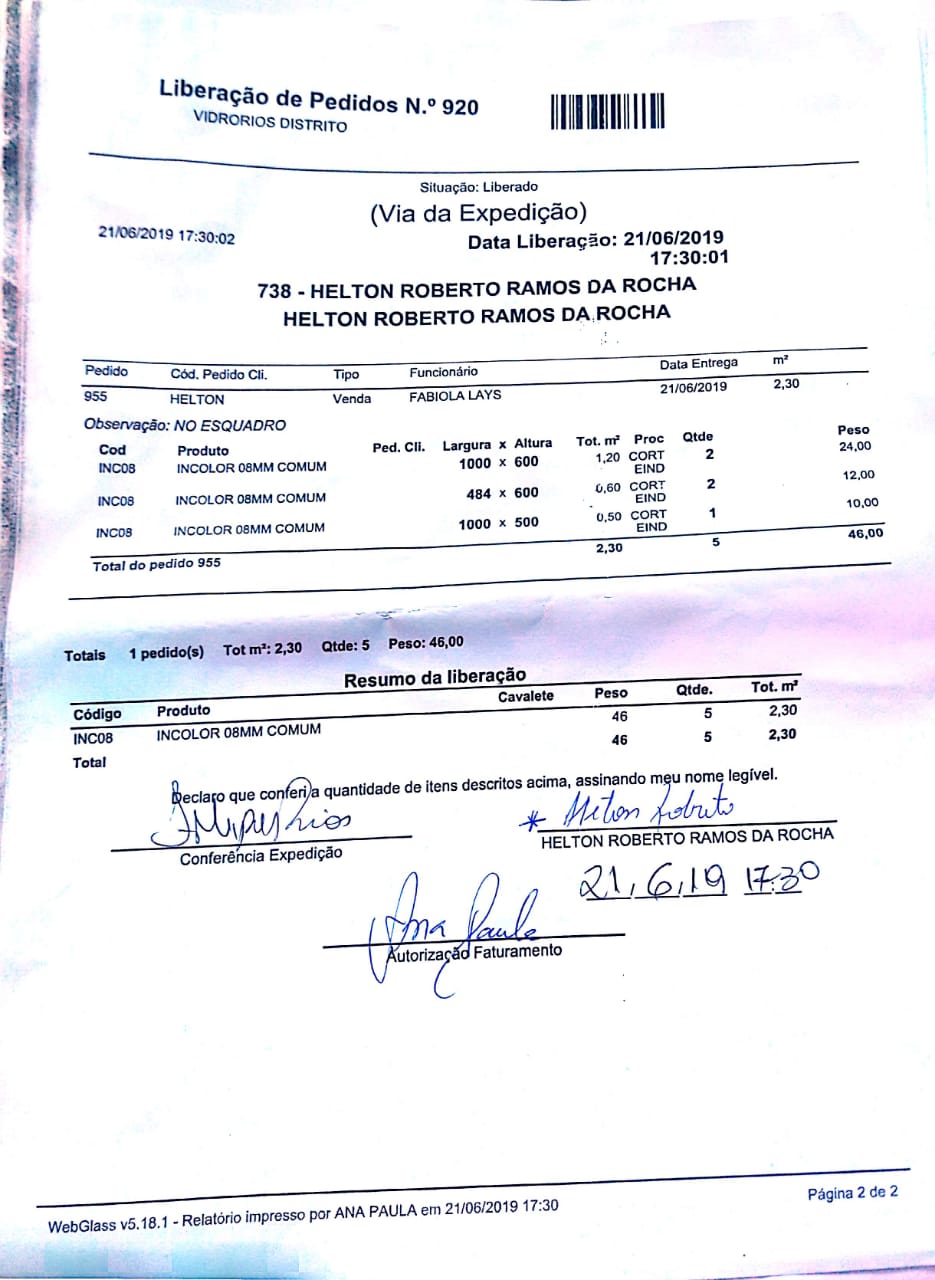 Liberação de Pedidos N.º 920
VIDRORIOS DISTRITO
Situação: Liberado
(Via da Expedição)
21/06/2019 17:30:02
Data Liberação: 21/06/2019
17:30:01
738 - HELTON ROBERTO RAMOS DA ROCHA
HELTON ROBERTO RAMOS DA ROCHA
Pedido Cód. Pedido Cli. Tipo Funcionário Data Entrega m²
955 HELTON Venda FABIOLA LAYS 21/06/2019 2,30
Observação: NO ESQUADRO
Cod Produto Ped. Cli. Largura x Altura Tot. m² Proc Qtde Peso
INC08 INCOLOR 08MM COMUM 1000 x 600 1,20 CORT 2 24,00
EIND
INC08 INCOLOR 08MM COMUM 484 x 600 0,60 CORT 2 12,00
EIND
INC08 INCOLOR 08MM COMUM 1000 x 500 0,50 CORT 1 10,00
EIND
Total do pedido 955 2,30 5 46,00
Totais 1 pedido(s) Tot m²: 2,30 Qtde: 5 Peso: 46,00
Resumo da liberação
Código Produto Cavalete Peso Qtde. Tot. m²
INC08 INCOLOR 08MM COMUM 46 5 2,30
Total 46 5 2,30
Declaro que conferi a quantidade de itens descritos acima, assinando meu nome legível.
* Helton Roberto
Conferência Expedição HELTON ROBERTO RAMOS DA ROCHA
21,6,19 17:30
Ana Paula
Autorização Faturamento
WebGlass v5.18.1 - Relatório impresso por ANA PAULA em 21/06/2019 17:30 Página 2 de 2